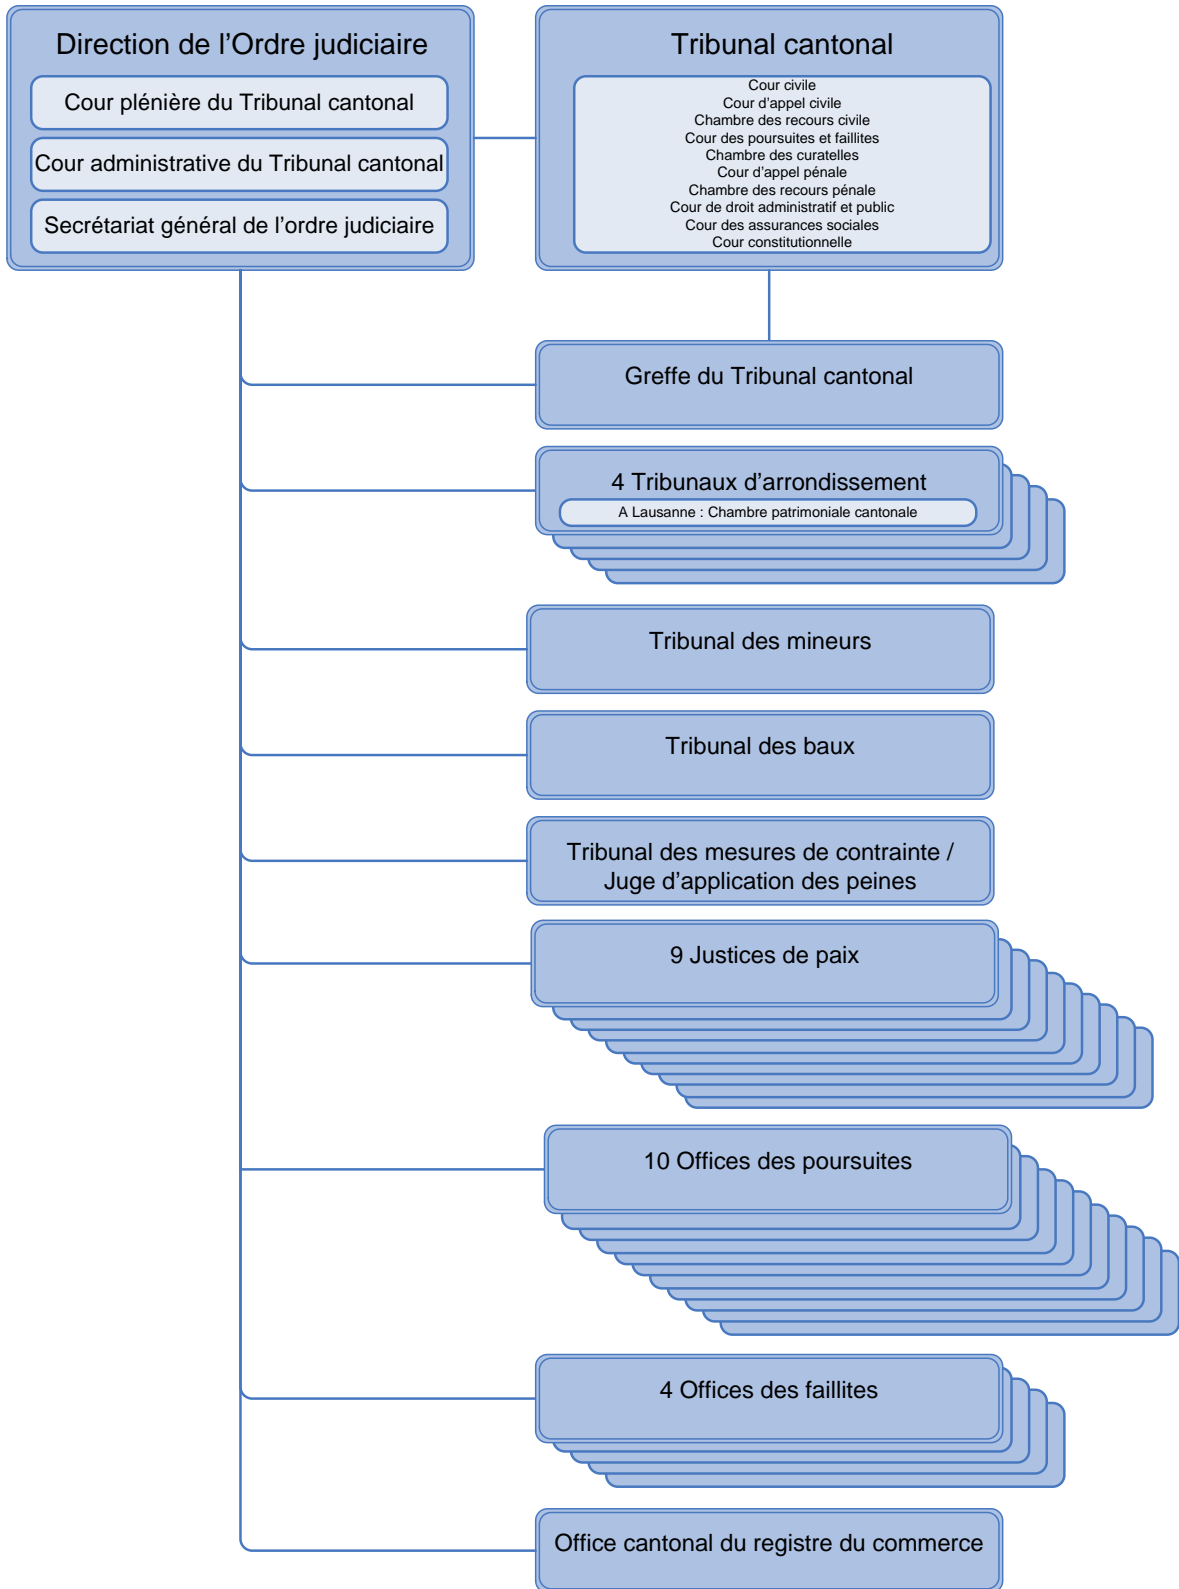 Direction de l’Ordre judiciaire
Cour plénière du Tribunal cantonal
Cour administrative du Tribunal cantonal
Secrétariat général de l’ordre judiciaire
Tribunal cantonal
Cour civile
Cour d’appel civile
Chambre des recours civile
Cour des poursuites et faillites
Chambre des curatelles
Cour d’appel pénale
Chambre des recours pénale
Cour de droit administratif et public
Cour des assurances sociales
Cour constitutionnelle
Greffe du Tribunal cantonal
4 Tribunaux d’arrondissement
A Lausanne : Chambre patrimoniale cantonale
Tribunal des mineurs
Tribunal des baux
Tribunal des mesures de contrainte /
Juge d’application des peines
9 Justices de paix
10 Offices des poursuites
4 Offices des faillites
Office cantonal du registre du commerce